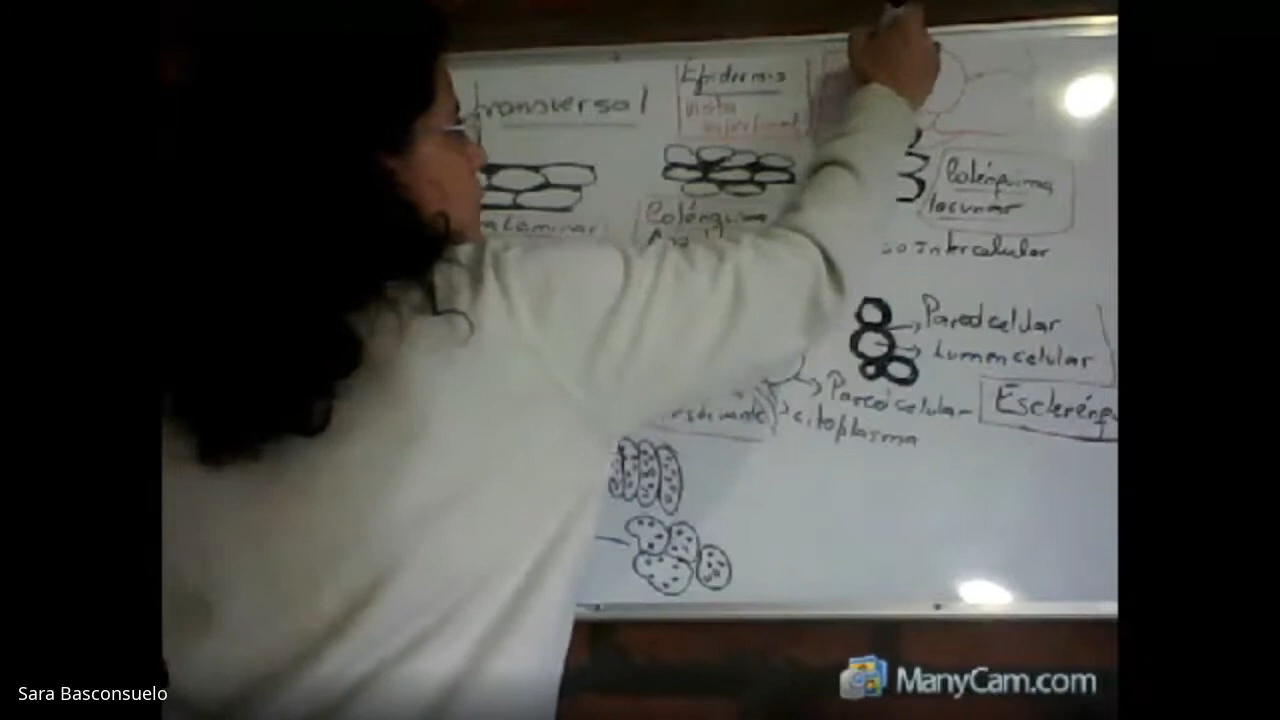 transversal
Epidermis
vista
superficial
Colénquima
lacunar
Laminar
Colénquima
Intercelular
Pared celular
Lumen celular
Pared celular
citoplasma
Esclerénqu
Sara Basconsuelo
ManyCam.com